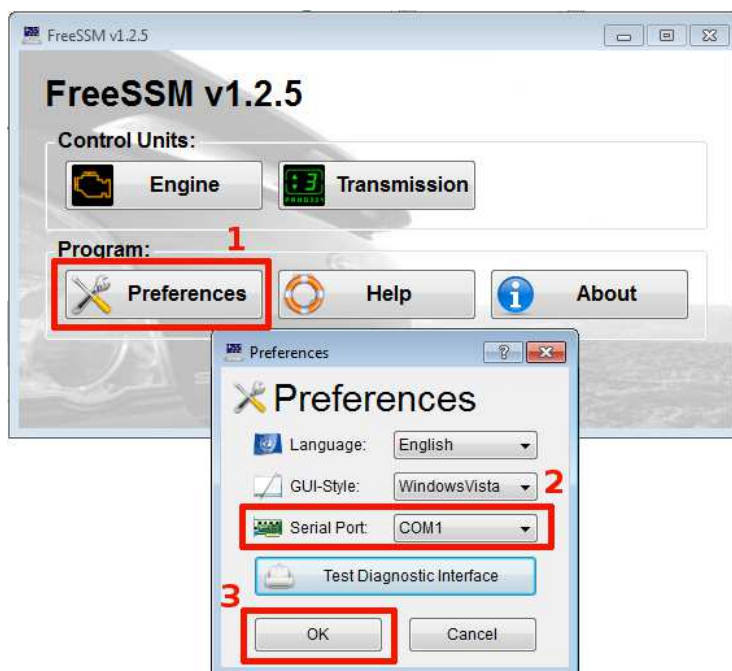 FreeSSM v1.2.5
FreeSSM v1.2.5
Control Units:
Engine
Transmission
Program:
1
Preferences
Help
About
Preferences
Preferences
Language: English
GUI-Style: WindowsVista
2
Serial Port: COM1
Test Diagnostic Interface
3
OK
Cancel